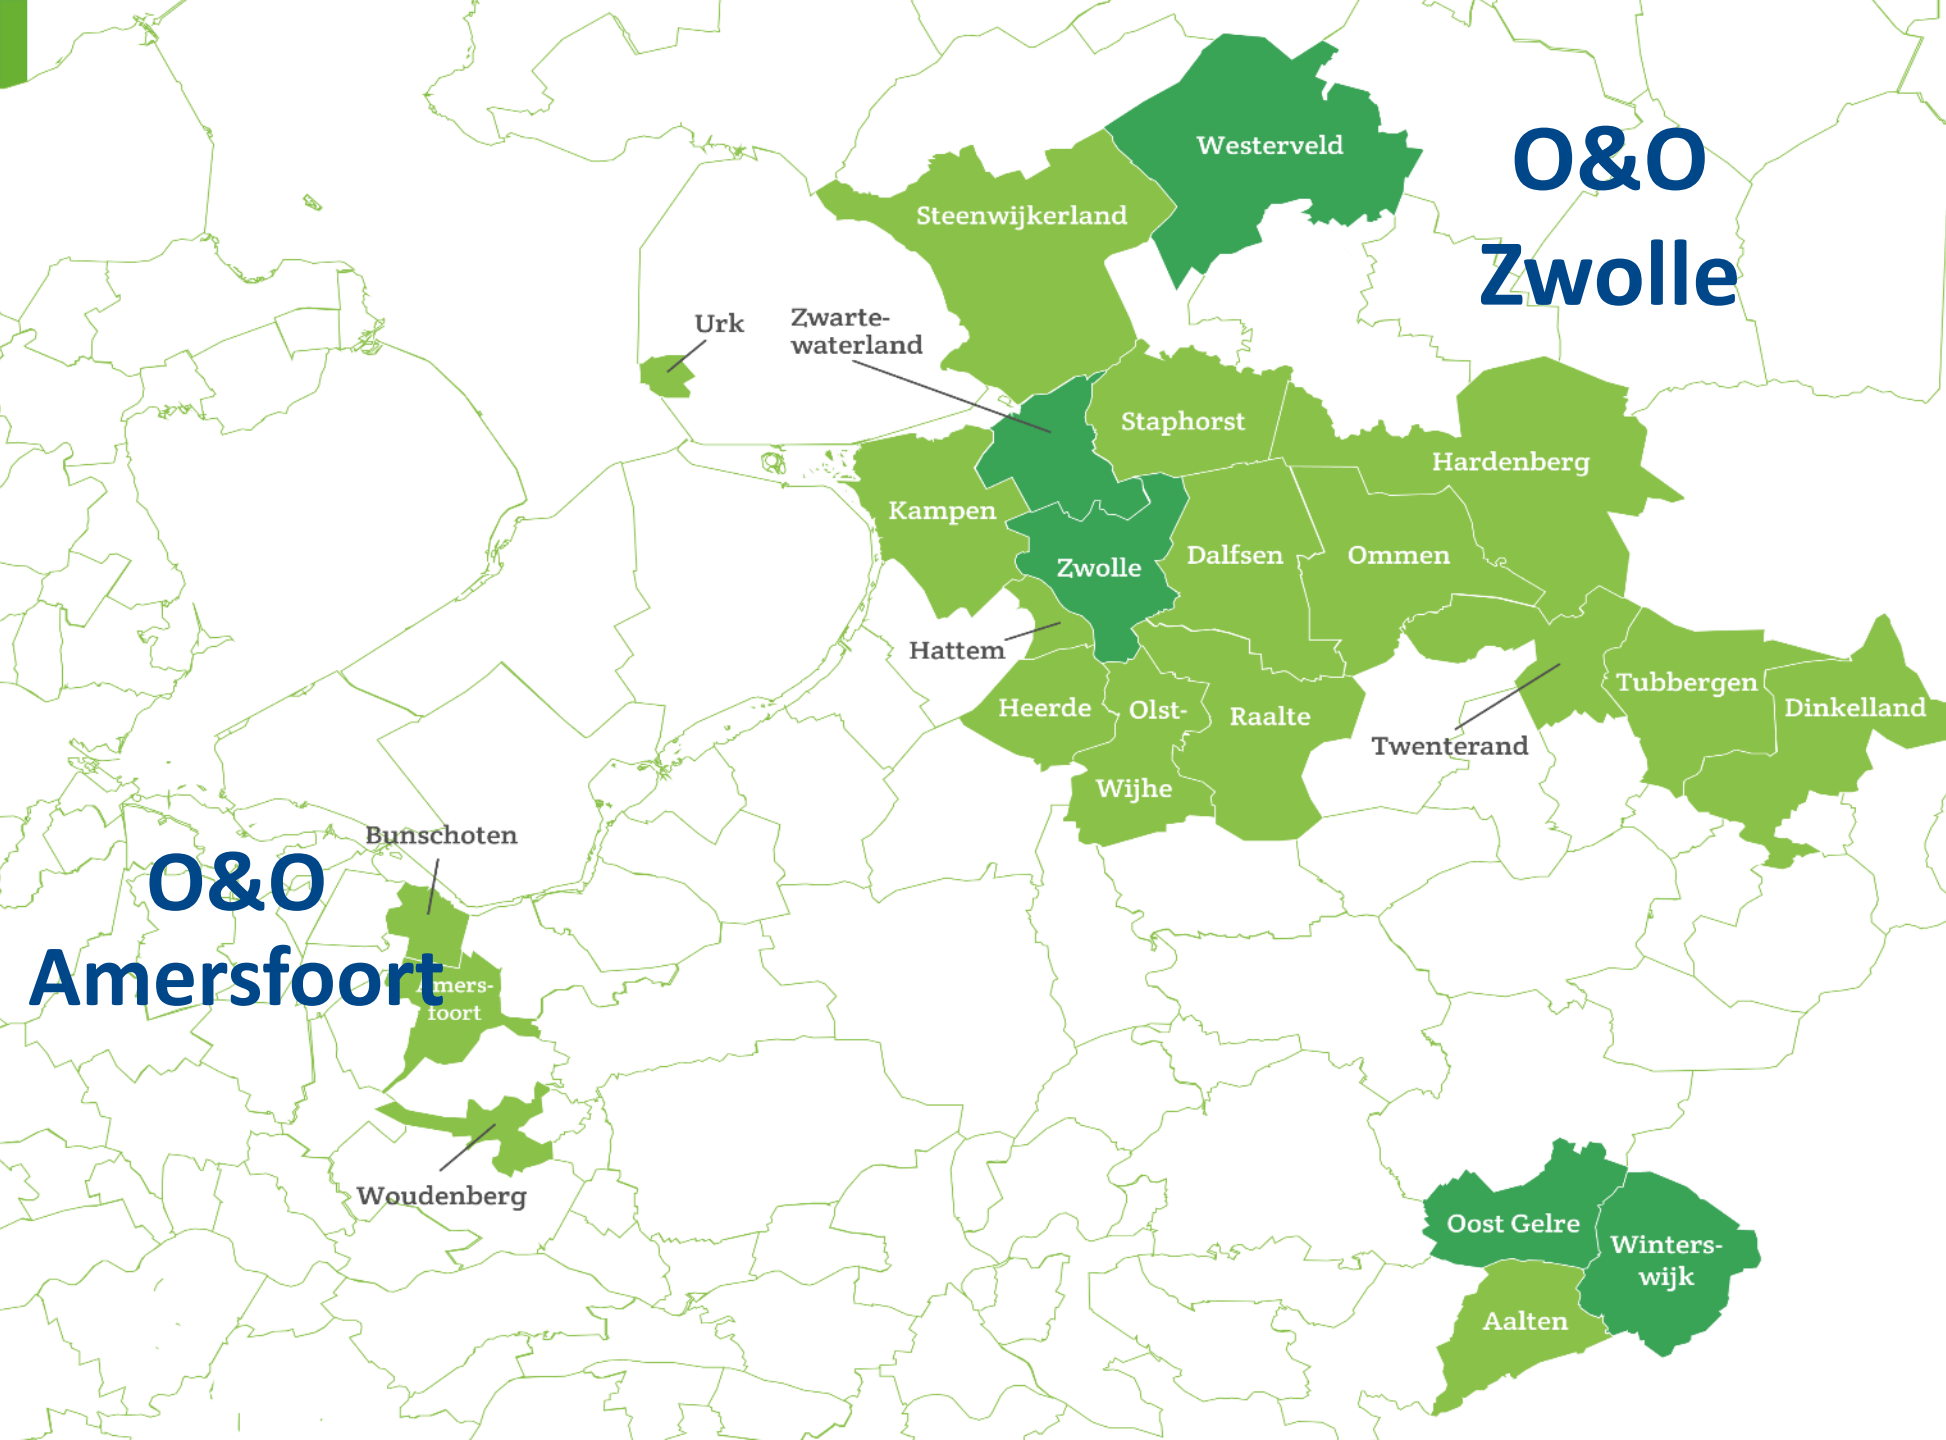 Westerveld
O&O
Zwolle
Steenwijkerland
Urk
Zwarte-
waterland
Staphorst
Hardenberg
Kampen
Zwolle
Dalfsen
Ommen
Hattem
Heerde
Olst-
Wijhe
Raalte
Twenterand
Tubbergen
Dinkelland
Bunschoten
O&O
Amersfoort
Amers-
foort
Woudenberg
Oost Gelre
Winters-
wijk
Aalten